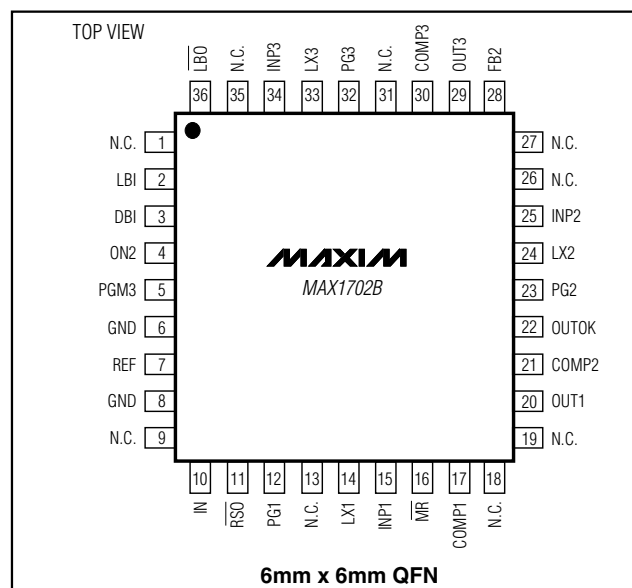 TOP VIEW
LBO N.C. INP3 LX3 PG3 N.C. COMP3 OUT3 FB2
36 35 34 33 32 31 30 29 28
N.C. 1
LBI 2
DBI 3
ON2 4
PGM3 5
GND 6
REF 7
GND 8
N.C. 9
MAXIM
MAX1702B
27 N.C.
26 N.C.
25 INP2
24 LX2
23 PG2
22 OUTOK
21 COMP2
20 OUT1
19 N.C.
10 11 12 13 14 15 16 17 18
IN RSO PG1 N.C. LX1 INP1 MR COMP1 N.C.
6mm x 6mm QFN